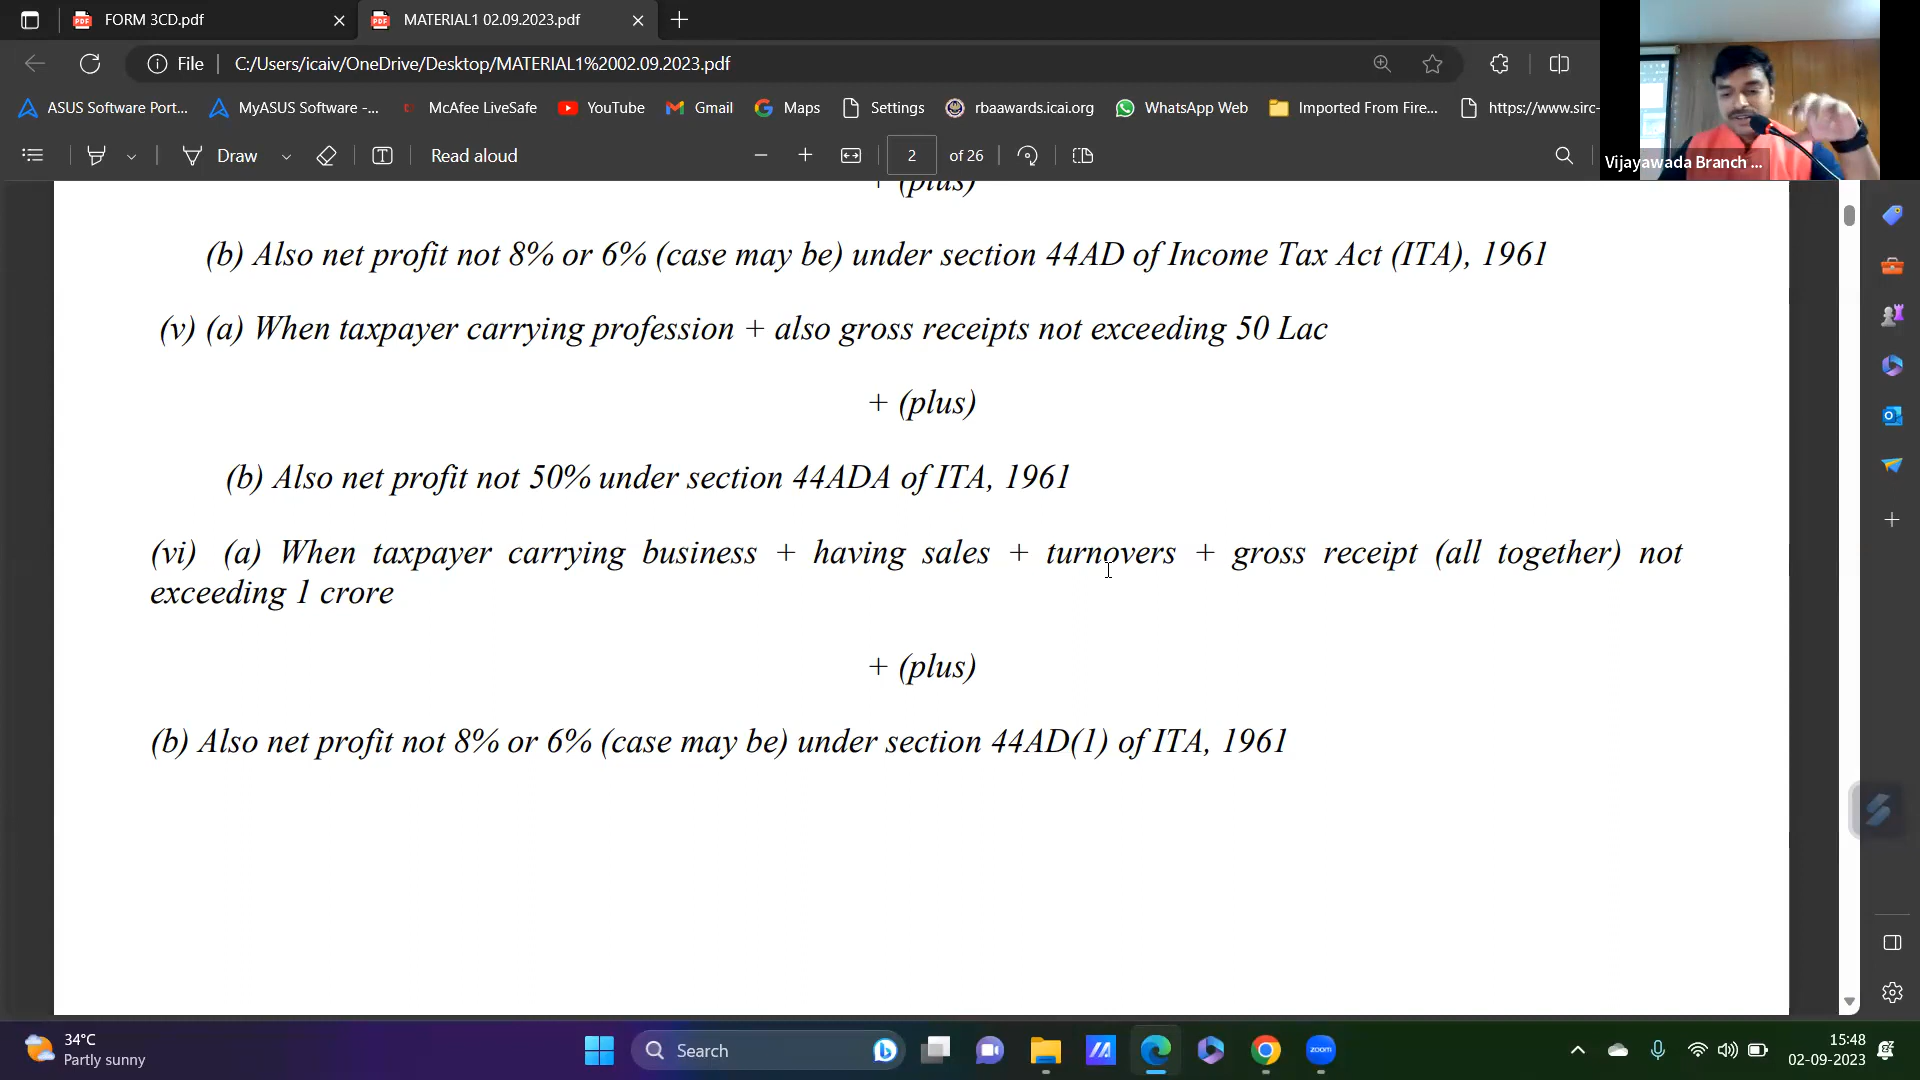 FORM 3CD.pdf
MATERIAL1 02.09.2023.pdf
File
C:/Users/icaiv/OneDrive/Desktop/MATERIAL1%2002.09.2023.pdf
ASUS Software Port...
MyASUS Software -...
McAfee LiveSafe
YouTube
Gmail
Maps
Settings
rbaawards.icai.org
WhatsApp Web
Imported From Fire...
https://www.sirc-
Vijayawada Branch ...
Draw
Read aloud
2 of 26
+ (plus)
(b) Also net profit not 8% or 6% (case may be) under section 44AD of Income Tax Act (ITA), 1961
(v) (a) When taxpayer carrying profession + also gross receipts not exceeding 50 Lac
+ (plus)
(b) Also net profit not 50% under section 44ADA of ITA, 1961
(vi) (a) When taxpayer carrying business + having sales + turnovers + gross receipt (all together) not
exceeding 1 crore
+ (plus)
(b) Also net profit not 8% or 6% (case may be) under section 44AD(1) of ITA, 1961
34°C
Partly sunny
Search
zoom
15:48
02-09-2023